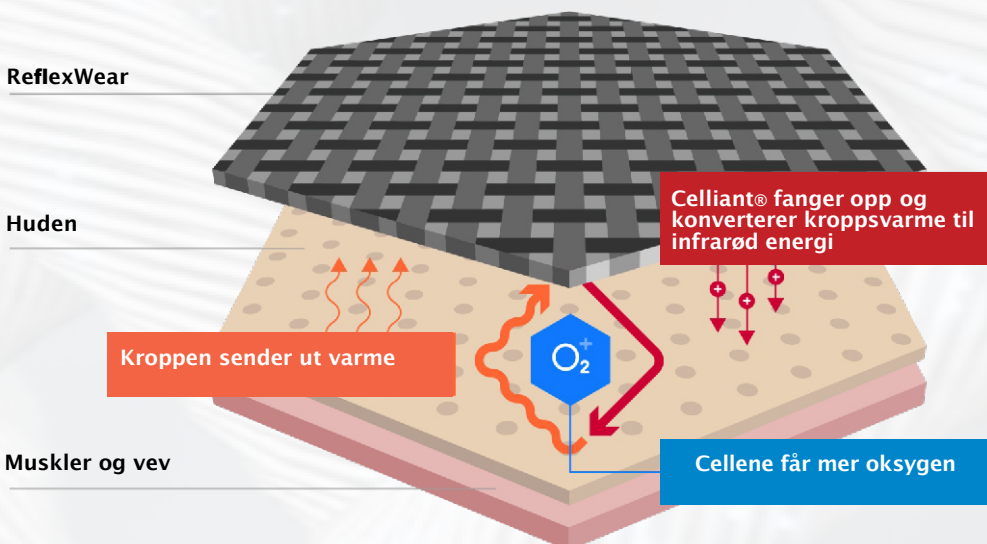 ReflexWear
Celliant® fanger opp og
konverterer kroppsvarme til
infrarød energi
Huden
Kroppen sender ut varme
O₂⁺
Muskler og vev
Cellene får mer oksygen